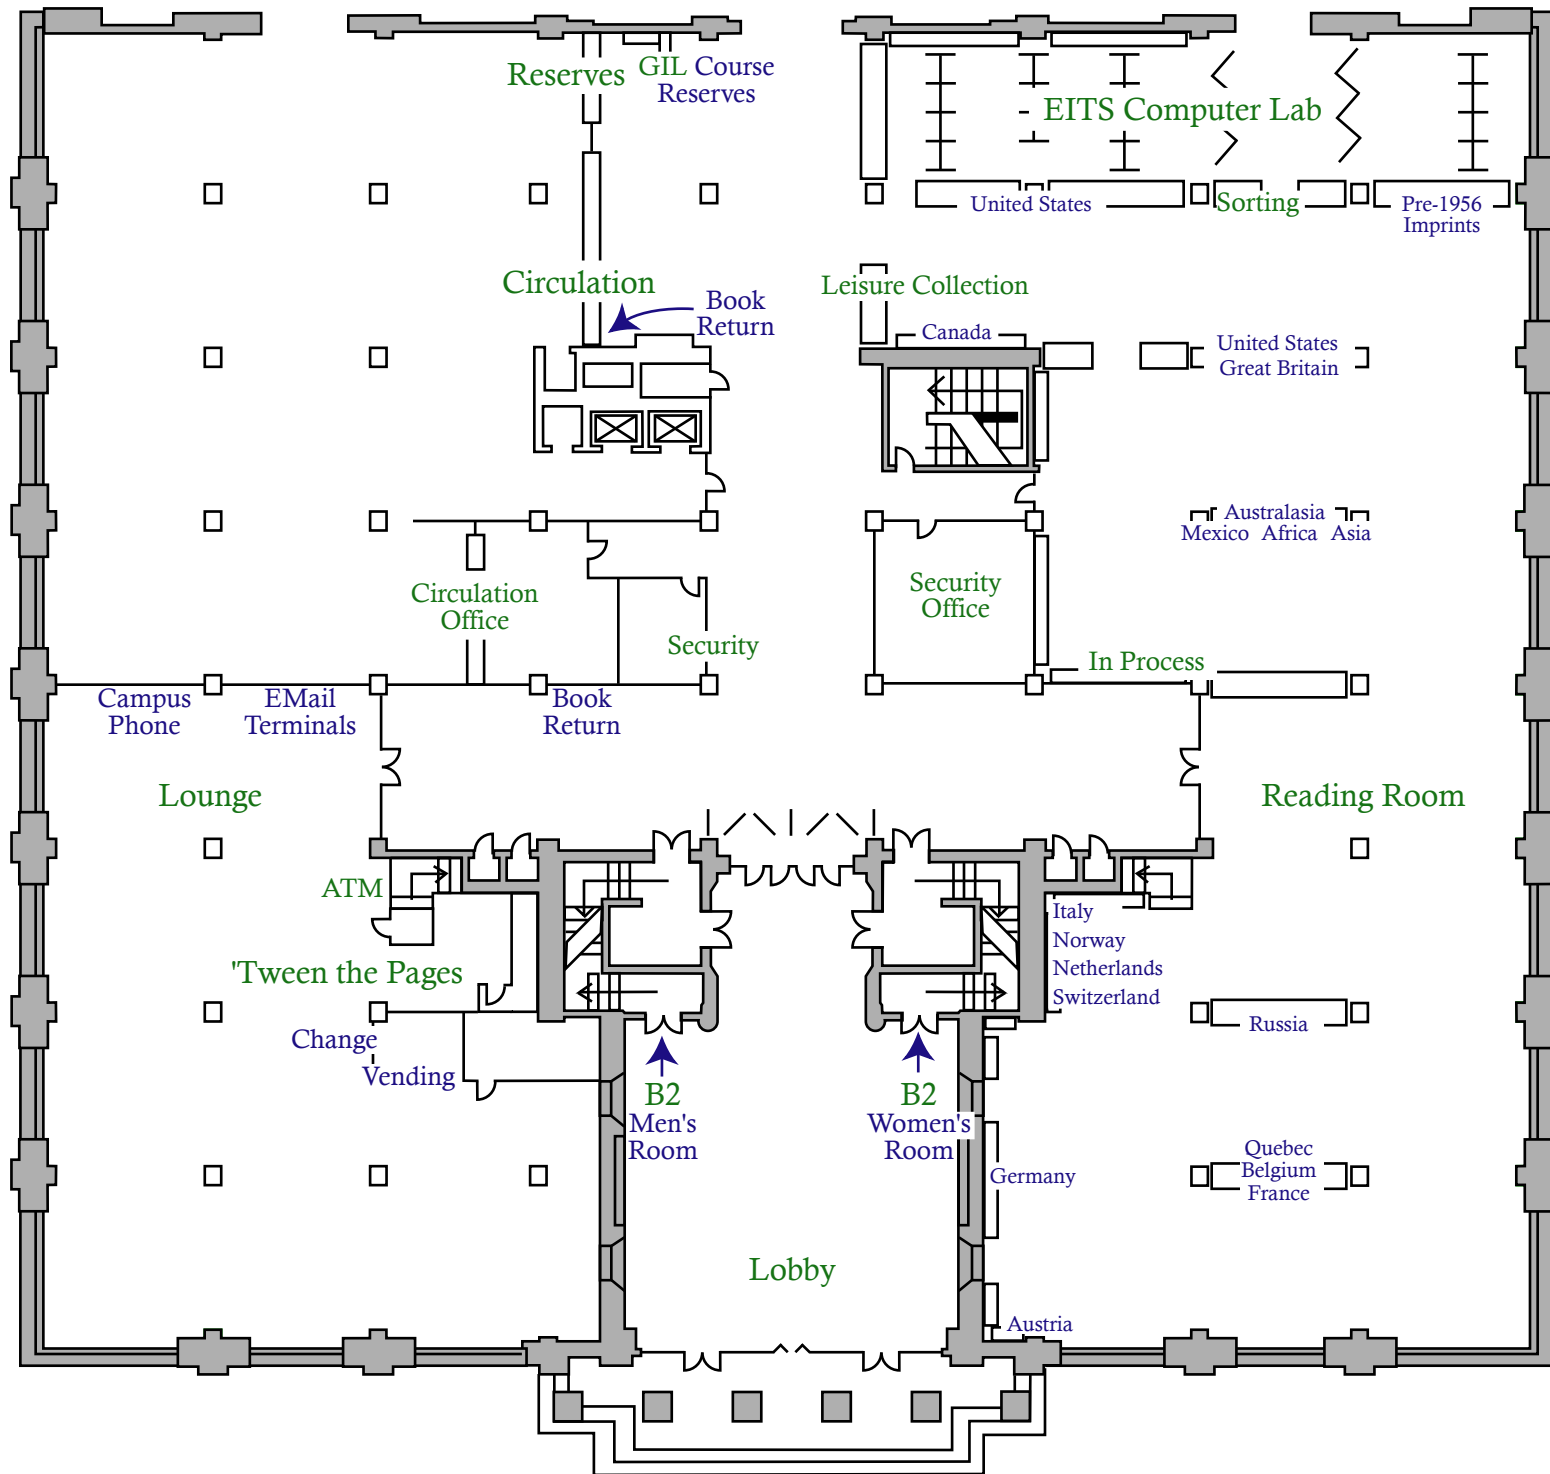 Reserves
GIL Course
Reserves
EITS Computer Lab
United States
Sorting
Pre-1956
Imprints
Circulation
Book
Return
Leisure Collection
Canada
United States
Great Britain
Australasia
Mexico Africa Asia
Circulation
Office
Security
Security
Office
In Process
Campus
Phone
EMail
Terminals
Book
Return
Lounge
Reading Room
ATM
'Tween the Pages
Italy
Norway
Netherlands
Switzerland
Change
Vending
Russia
B2
Men's
Room
B2
Women's
Room
Germany
Quebec
Belgium
France
Lobby
Austria